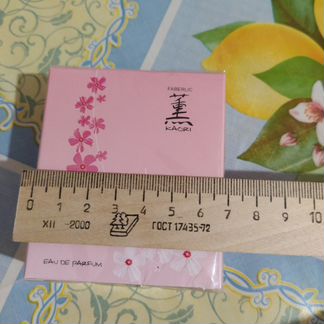 FABERLIC
薫
KAORI
0 1 2 3 4 5 6 7 8 9 10
XII -2000 ГОСТ 17435-72
EAU DE PARFUM